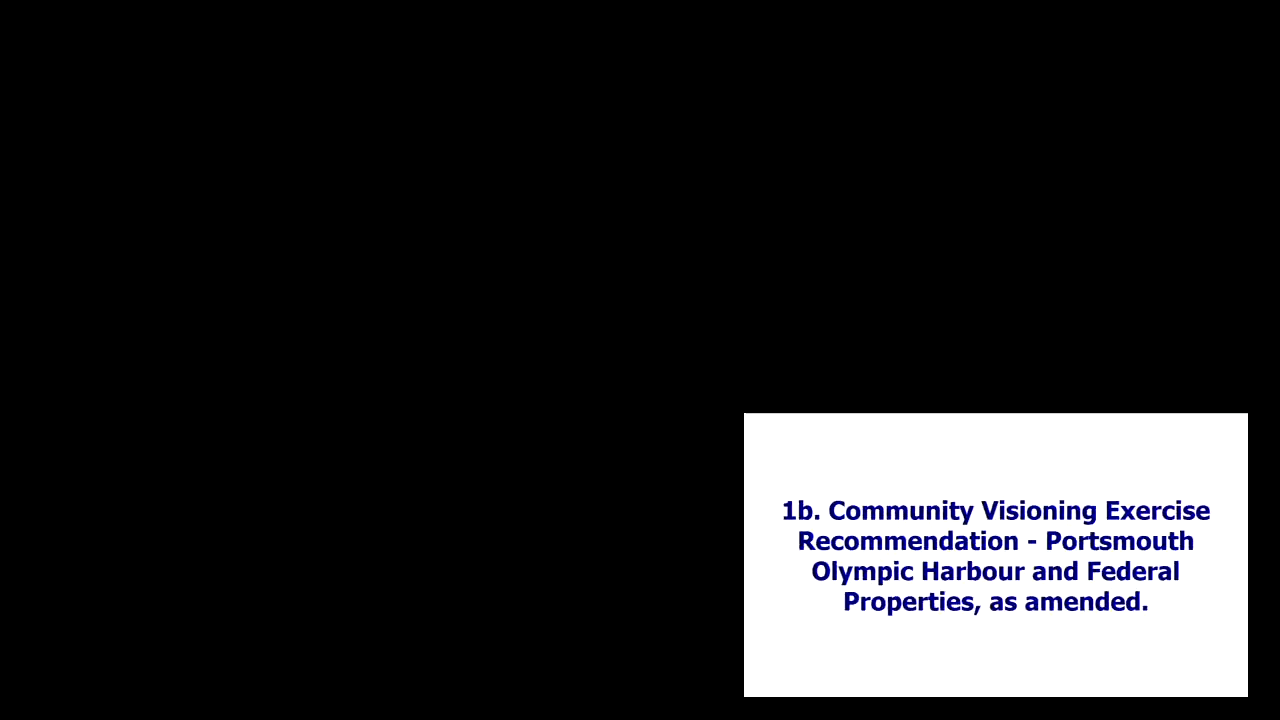 1b. Community Visioning Exercise
Recommendation - Portsmouth
Olympic Harbour and Federal
Properties, as amended.